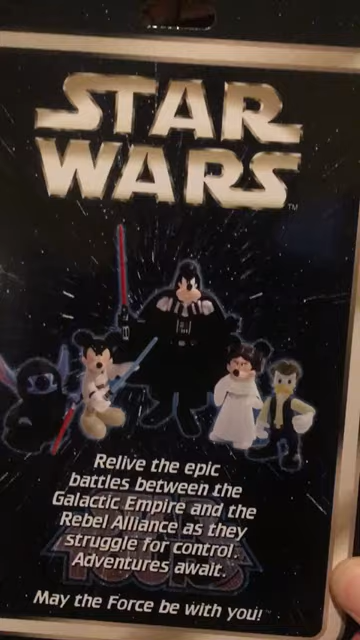 STAR
WARS
TM
Relive the epic
battles between the
Galactic Empire and the
Rebel Alliance as they
struggle for control.
Adventures await.
May the Force be with you!